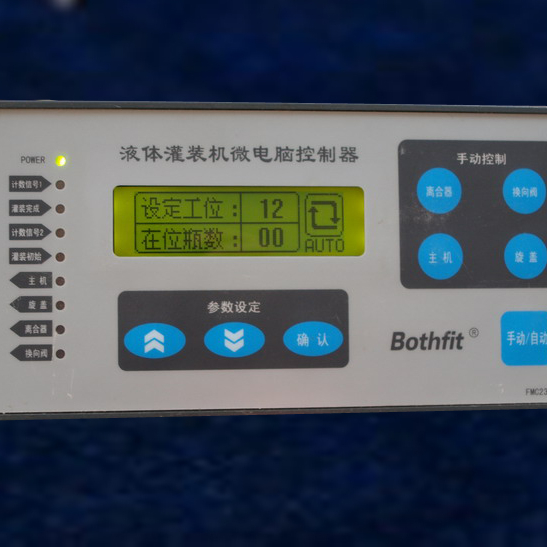 液体灌装机微电脑控制器
POWER
计数信号1
灌装完成
计数信号2
灌装初始
主机
旋盖
离合器
换向阀
设定工位：12
在位瓶数：00
AUTO
参数设定
确认
手动控制
离合器
换向阀
主机
旋盖
Bothfit®
手动/自动
FMC23